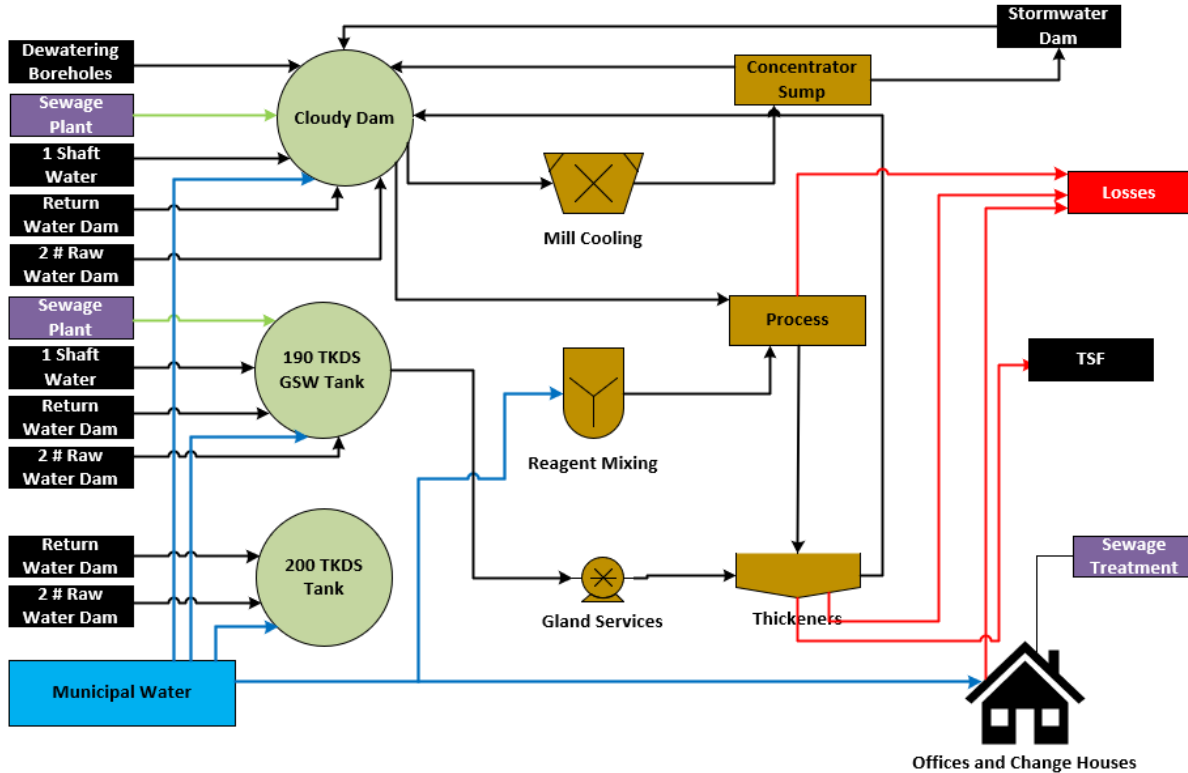 Stormwater
Dam
Dewatering
Boreholes
Concentrator
Sump
Sewage
Plant
Cloudy Dam
1 Shaft
Water
Losses
Return
Water Dam
Mill Cooling
2 # Raw
Water Dam
Sewage
Plant
Process
190 TKDS
GSW Tank
1 Shaft
Water
TSF
Return
Water Dam
2 # Raw
Water Dam
Reagent Mixing
Return
Water Dam
200 TKDS
Tank
Sewage
Treatment
2 # Raw
Water Dam
Gland Services
Thickeners
Municipal Water
Offices and Change Houses